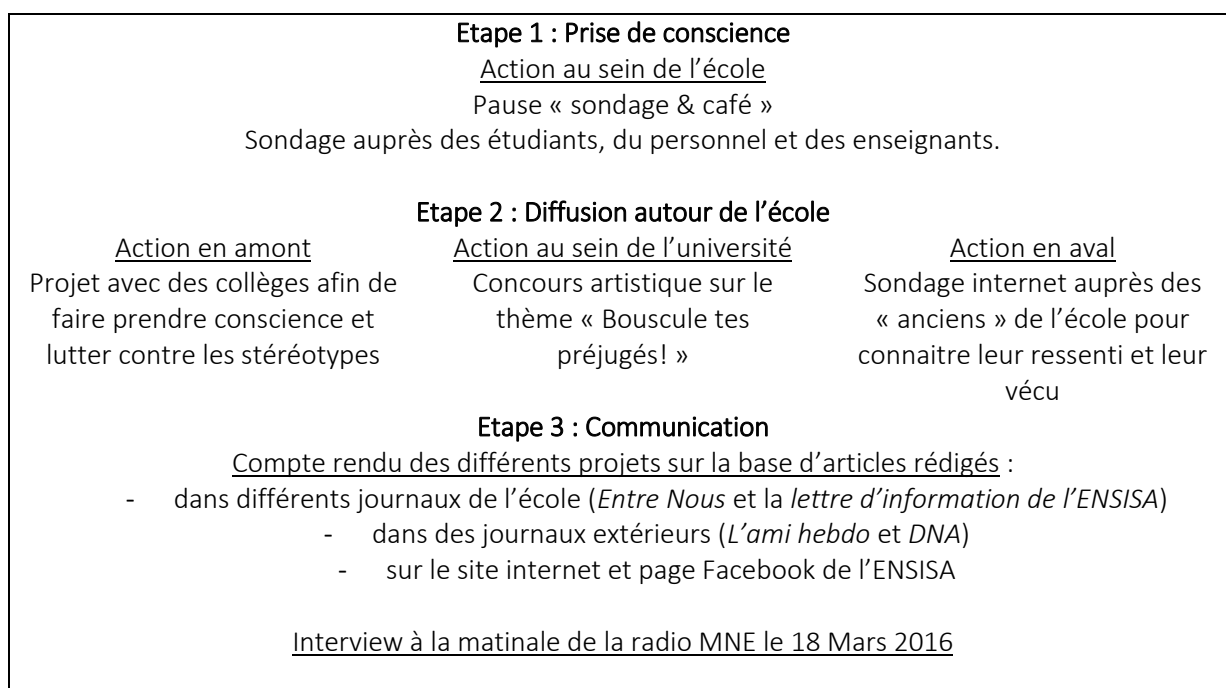 Etape 1 : Prise de conscience
Action au sein de l’école
Pause « sondage & café »
Sondage auprès des étudiants, du personnel et des enseignants.
Etape 2 : Diffusion autour de l’école
Action en amont
Projet avec des collèges afin de
faire prendre conscience et
lutter contre les stéréotypes
Action au sein de l’université
Concours artistique sur le
thème « Bouscule tes
préjugés! »
Action en aval
Sondage internet auprès des
« anciens » de l’école pour
connaitre leur ressenti et leur
vécu
Etape 3 : Communication
Compte rendu des différents projets sur la base d’articles rédigés :
- dans différents journaux de l’école (Entre Nous et la lettre d’information de l’ENSISA)
- dans des journaux extérieurs (L’ami hebdo et DNA)
- sur le site internet et page Facebook de l’ENSISA
Interview à la matinale de la radio MNE le 18 Mars 2016